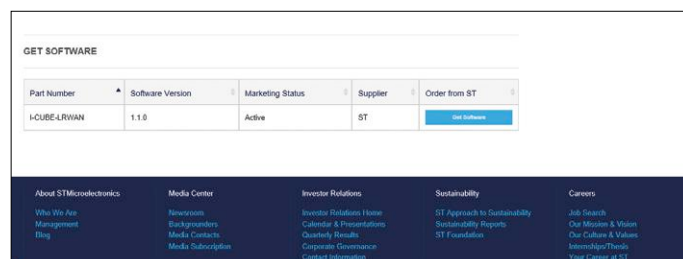 GET SOFTWARE
Part Number Software Version Marketing Status Supplier Order from ST
I-CUBE-LRWAN 1.1.0 Active ST Get Software
About STMicroelectronics Media Center Investor Relations Sustainability Careers
Who We Are Newsroom Investor Relations Home ST Approach to Sustainability Job Search
Management Backgrounders Calendar & Presentations Sustainability Reports Our Mission & Vision
Blog Media Contacts Quarterly Results ST Foundation Our Culture & Values
Media Subscription Corporate Governance Internships/Thesis
Contact Information Your Career at ST